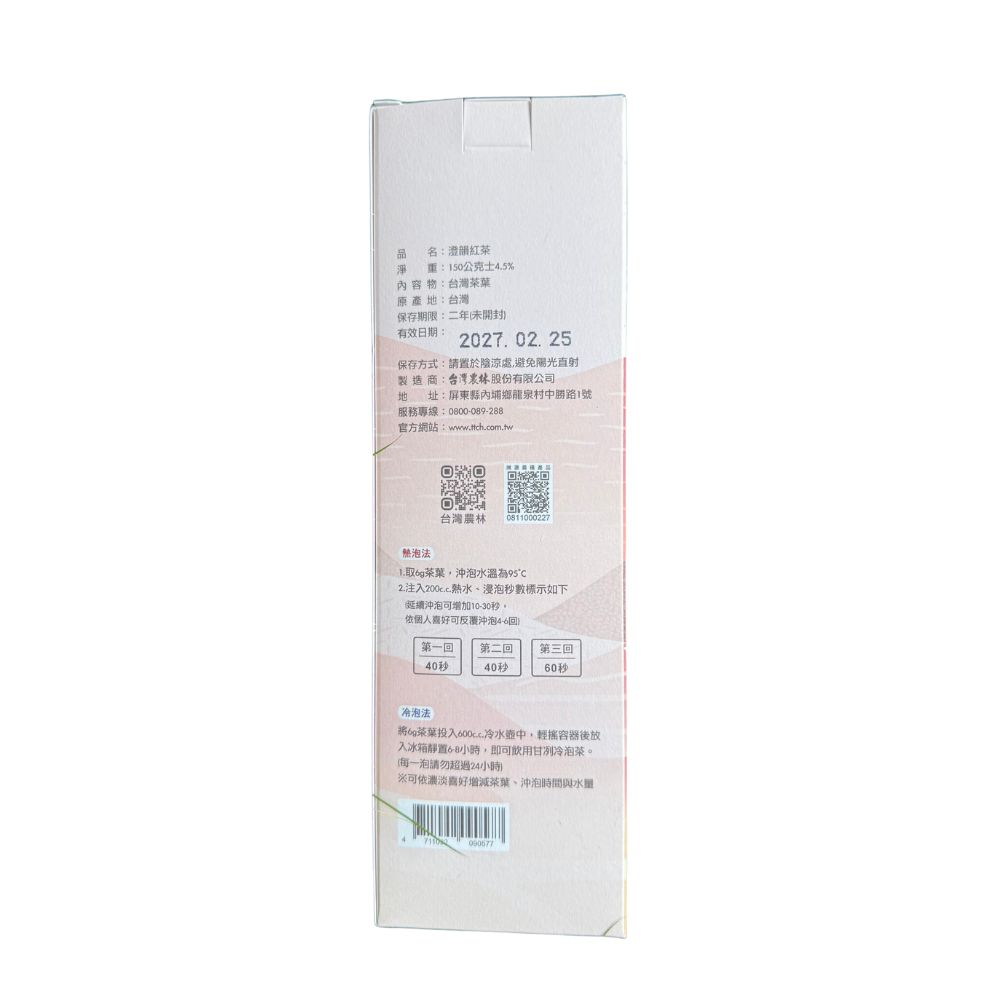 品　　名：澄韻紅茶
淨　　重：150公克±4.5%
內 容 物：台灣茶葉
原 產 地：台灣
保存期限：二年(未開封)
有效日期：2027. 02. 25
保存方式：請置於陰涼處,避免陽光直射
製 造 商：台灣農林股份有限公司
地　　址：屏東縣內埔鄉龍泉村中勝路1號
服務專線：0800-089-288
官方網站：www.ttch.com.tw
溯源農糧產品
台灣農林
0811000227
熱泡法
1.取6g茶葉，沖泡水溫為95℃
2.注入200c.c.熱水、浸泡秒數標示如下
(延續沖泡可增加10-30秒，
依個人喜好可反覆沖泡4-6回)
第一回 第二回 第三回
40秒 40秒 60秒
冷泡法
將6g茶葉投入600c.c.冷水壺中，輕搖容器後放
入冰箱靜置6-8小時，即可飲用甘冽冷泡茶。
(每一泡請勿超過24小時)
※可依濃淡喜好增減茶葉、沖泡時間與水量
4 090577